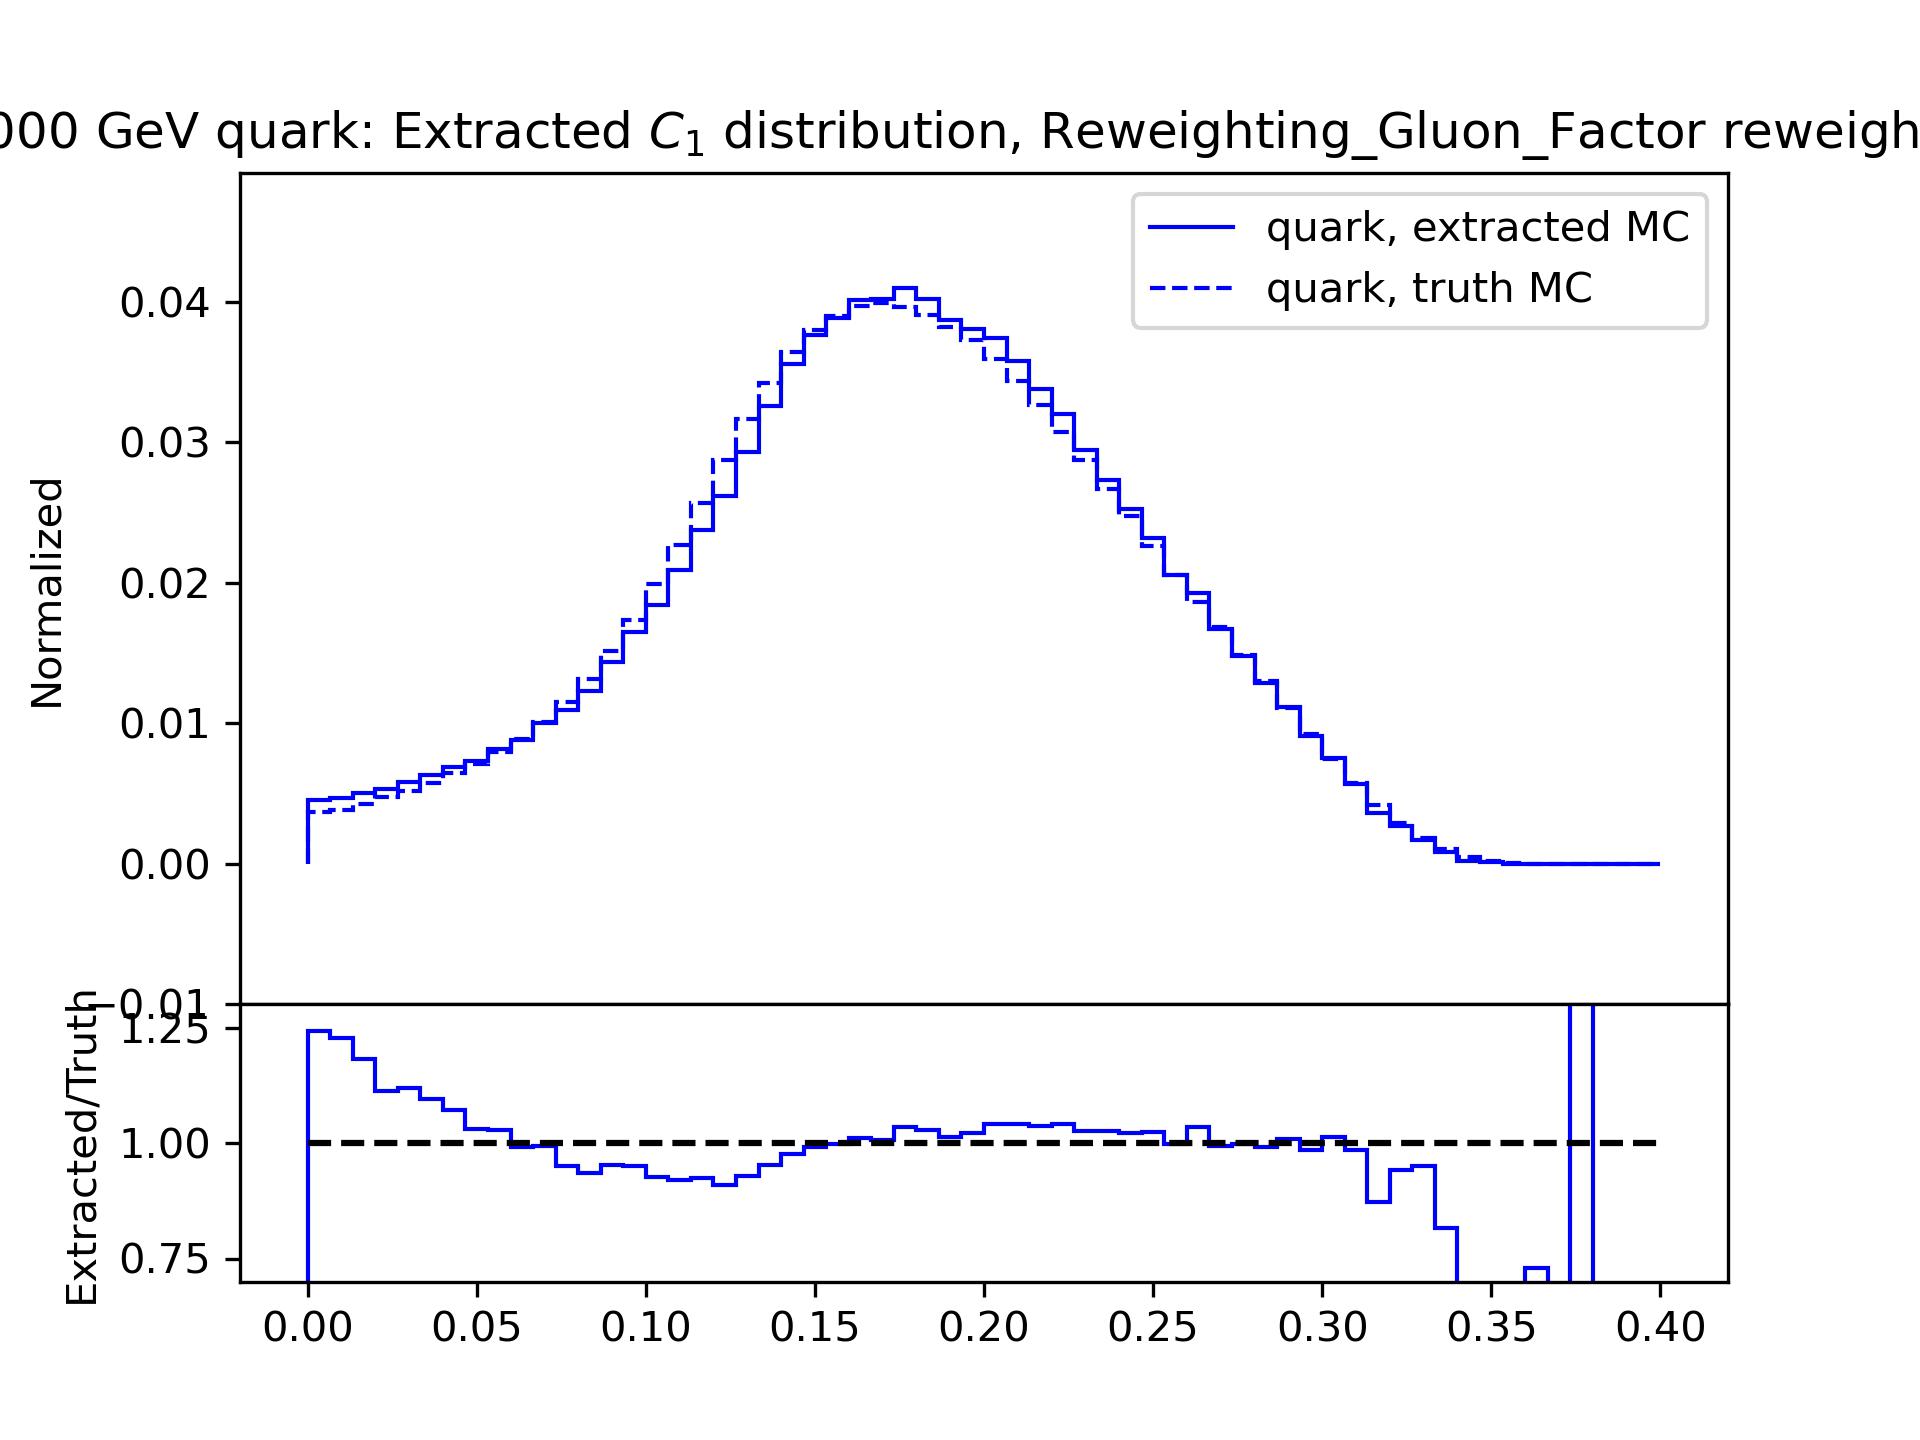 000 GeV quark: Extracted C₁ distribution, Reweighting_Gluon_Factor reweigh
quark, extracted MC
quark, truth MC
Normalized
0.04
0.03
0.02
0.01
0.00
−0.01
Extracted/Truth
1.25
1.00
0.75
0.00 0.05 0.10 0.15 0.20 0.25 0.30 0.35 0.40